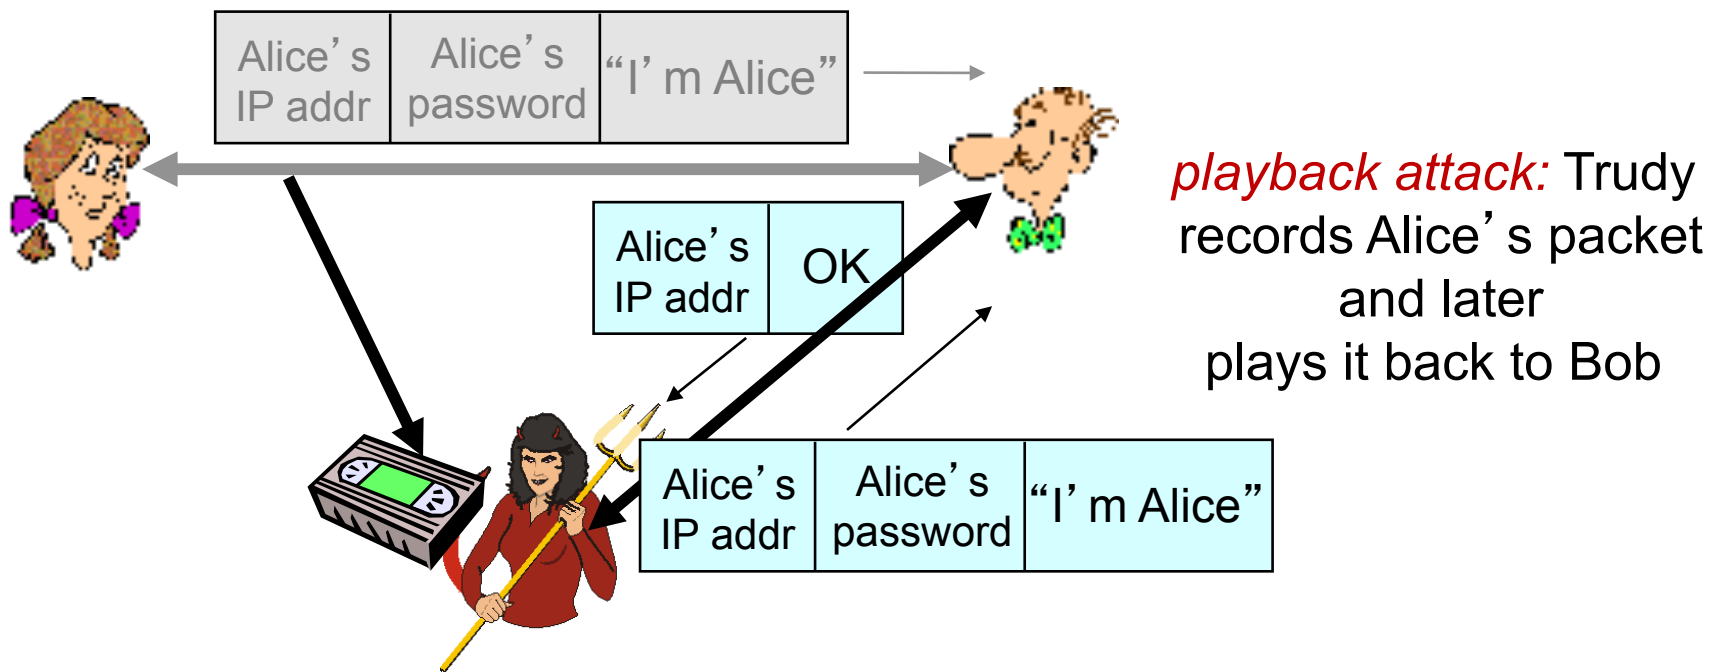 Alice’s
IP addr
Alice’s
password
“I’m Alice”
Alice’s
IP addr
OK
playback attack: Trudy
records Alice’s packet
and later
plays it back to Bob
Alice’s
IP addr
Alice’s
password
“I’m Alice”